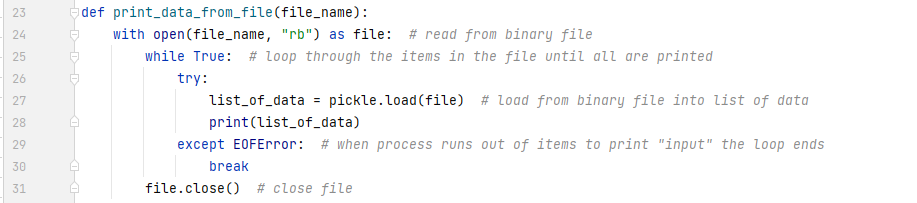 23 def print_data_from_file(file_name):
24     with open(file_name, "rb") as file:  # read from binary file
25         while True:  # loop through the items in the file until all are printed
26             try:
27                 list_of_data = pickle.load(file)  # load from binary file into list of data
28                 print(list_of_data)
29             except EOFError:  # when process runs out of items to print "input" the loop ends
30                 break
31         file.close()  # close file